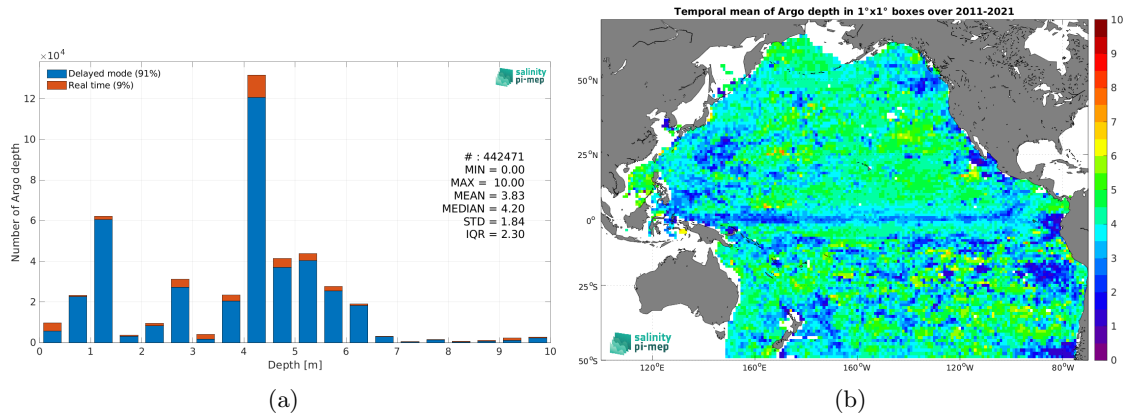 ×10⁴
12
10
8
6
4
2
0
Number of Argo depth
Delayed mode (91%)
Real time (9%)
salinity
pi-mep
# : 442471
MIN = 0.00
MAX = 10.00
MEAN = 3.83
MEDIAN = 4.20
STD = 1.84
IQR = 2.30
0 1 2 3 4 5 6 7 8 9 10
Depth [m]
(a)
Temporal mean of Argo depth in 1°x1° boxes over 2011-2021
50°N
25°N
0°
25°S
50°S
salinity
pi-mep
120°E 160°E 160°W 120°W 80°W
10
9
8
7
6
5
4
3
2
1
0
(b)